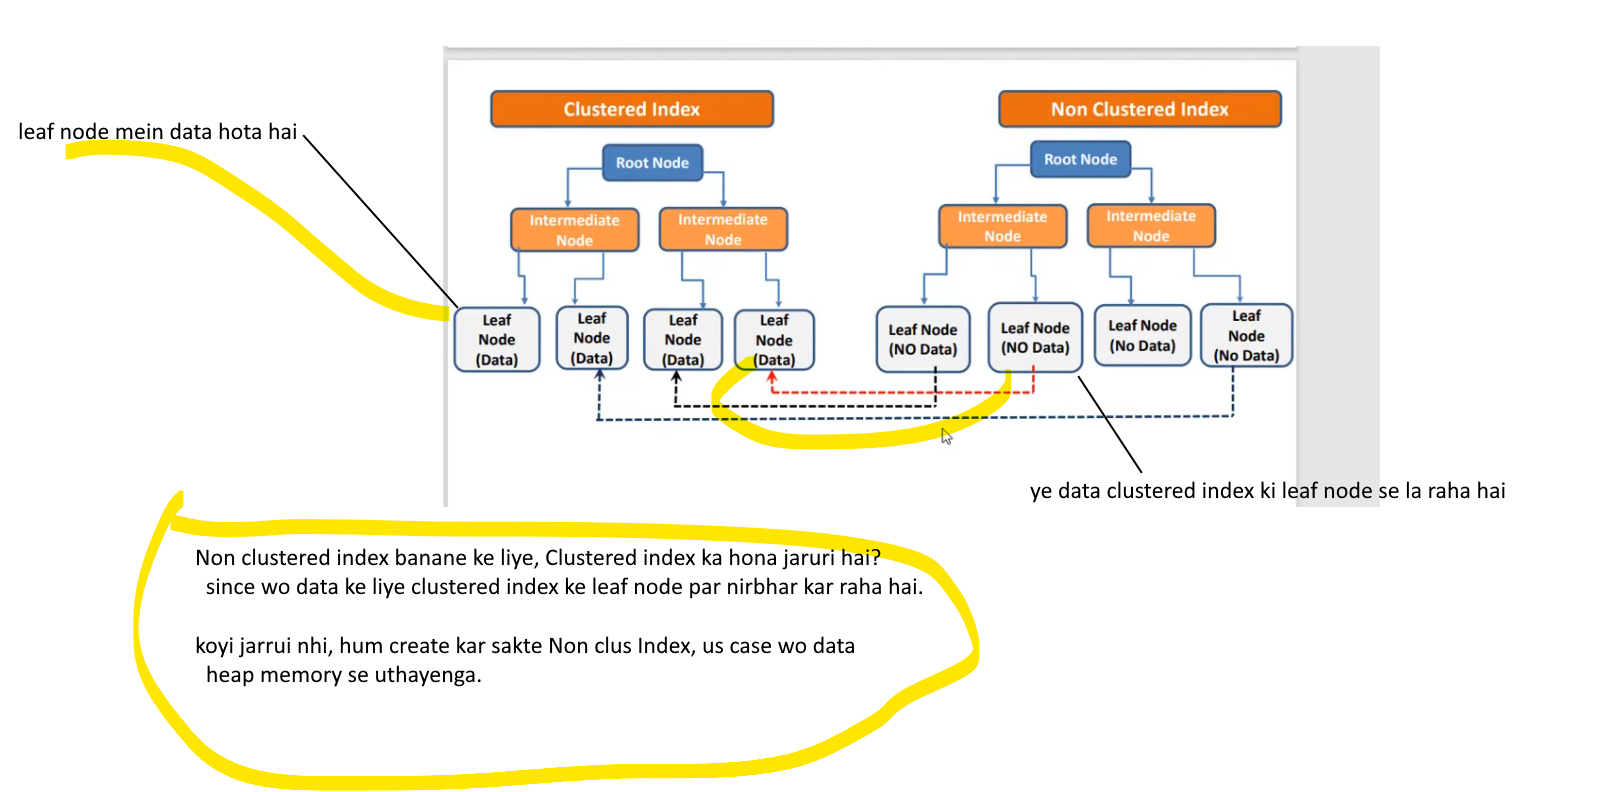 Clustered Index
Non Clustered Index
leaf node mein data hota hai
Root Node
Root Node
Intermediate
Node
Intermediate
Node
Intermediate
Node
Intermediate
Node
Leaf
Node
(Data)
Leaf
Node
(Data)
Leaf
Node
(Data)
Leaf
Node
(Data)
Leaf Node
(NO Data)
Leaf Node
(NO Data)
Leaf Node
(No Data)
Leaf
Node
(No Data)
ye data clustered index ki leaf node se la raha hai
Non clustered index banane ke liye, Clustered index ka hona jaruri hai?
since wo data ke liye clustered index ke leaf node par nirbhar kar raha hai.
koyi jarrui nhi, hum create kar sakte Non clus Index, us case wo data
heap memory se uthayenga.